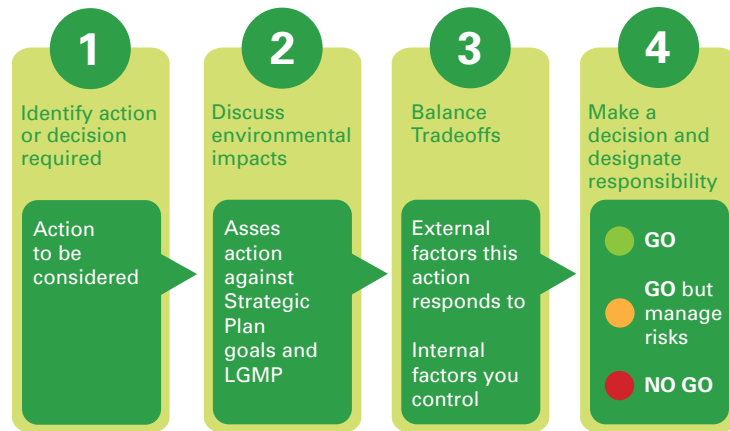 1
Identify action
or decision
required
Action
to be
considered
2
Discuss
environmental
impacts
Asses
action
against
Strategic
Plan
goals and
LGMP
3
Balance
Tradeoffs
External
factors this
action
responds to
Internal
factors you
control
4
Make a
decision and
designate
responsibility
GO
GO but
manage
risks
NO GO